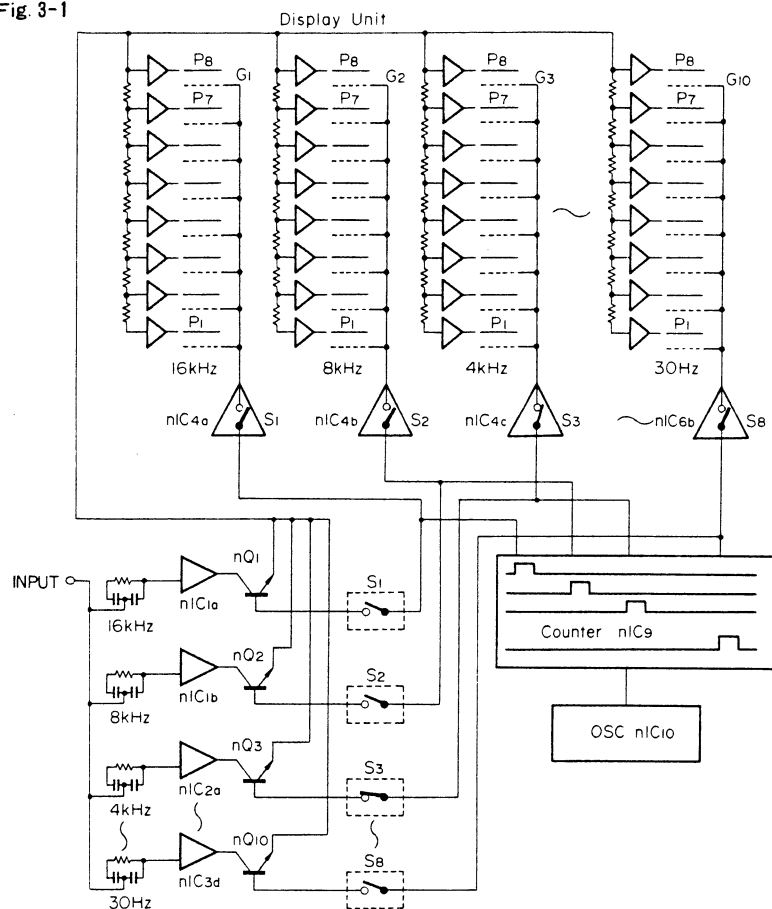 Fig. 3-1
Display Unit
P8 G1 P8 G2 P8 G3 P8 G10
P7 P7 P7 P7
P1 P1 P1 P1
16kHz 8kHz 4kHz 30Hz
nIC4a S1 nIC4b S2 nIC4c S3 nIC6b S8
INPUT
nQ1
S1
nIC1a
16kHz
Counter nIC9
nQ2
S2
nIC1b
8kHz
OSC nIC10
nQ3
S3
nIC2a
4kHz
nQ10
S8
nIC3d
30Hz